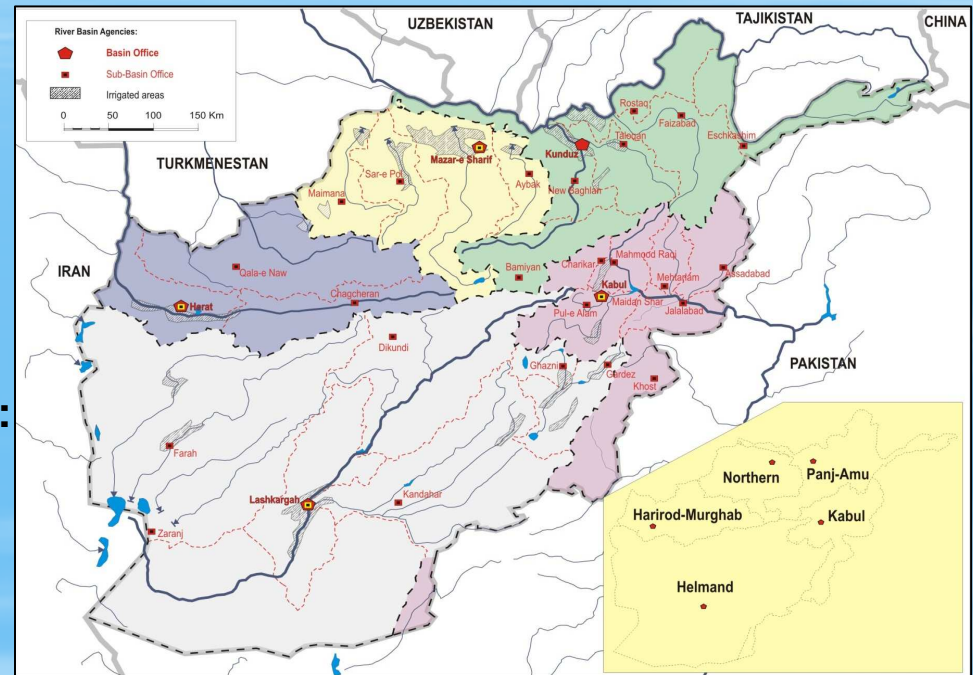 UZBEKISTAN
TAJIKISTAN
CHINA
River Basin Agencies:
Basin Office
Sub-Basin Office
Irrigated areas
0 50 100 150 Km
TURKMENESTAN
Rostaq
Faizabad
Eschkashim
Taloqan
Kunduz
Mazar-e Sharif
Sar-e Pol
Aybak
New Baghlan
Maimana
IRAN
Qala-e Naw
Bamiyan
Charikar
Mahmood Raqi
Mehtarlam
Assadabad
Chagcheran
Herat
Kabul
Maidan Shar
Pul-e Alam
Jalalabad
Dikundi
Ghazni
Gardez
PAKISTAN
Khost
:
Farah
Lashkargah
Kandahar
Zaranj
Northern
Panj-Amu
Harirod-Murghab
Kabul
Helmand